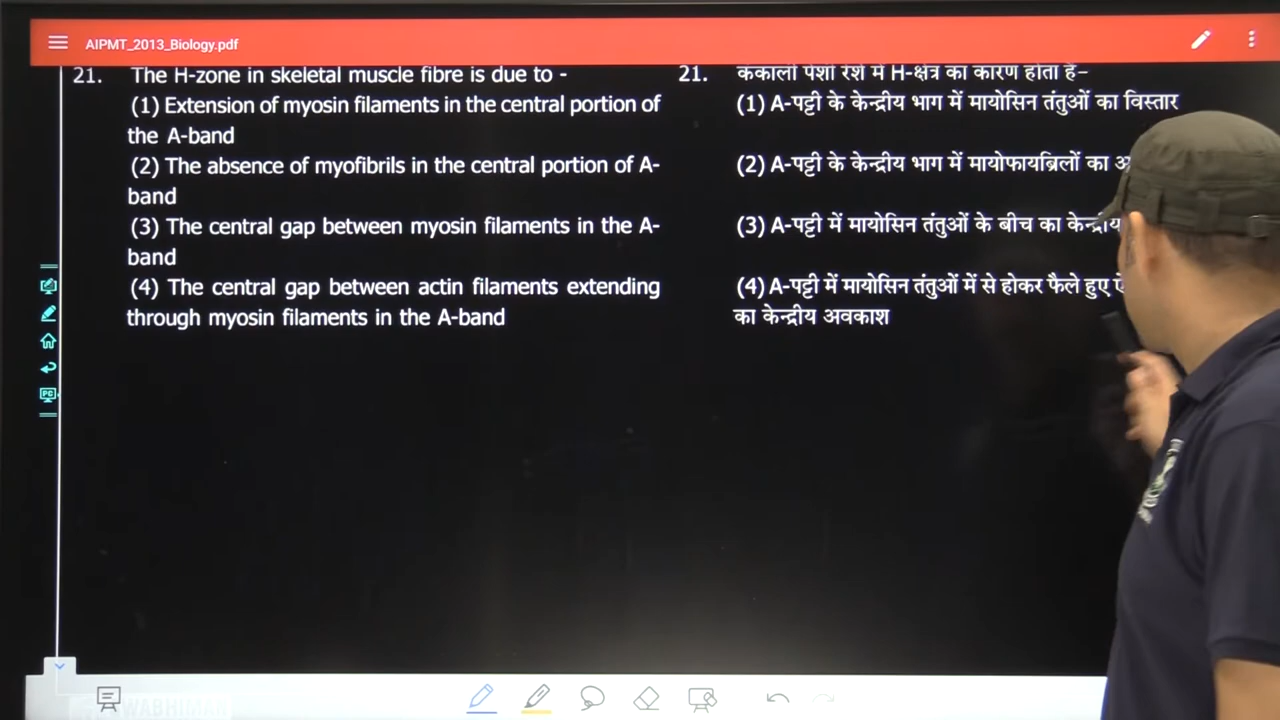 AIPMT_2013_Biology.pdf
21. The H-zone in skeletal muscle fibre is due to -
(1) Extension of myosin filaments in the central portion of
the A-band
(2) The absence of myofibrils in the central portion of A-
band
(3) The central gap between myosin filaments in the A-
band
(4) The central gap between actin filaments extending
through myosin filaments in the A-band
21. कंकाली पेशी रेशे में H-क्षेत्र का कारण होता है–
(1) A-पट्टी के केन्द्रीय भाग में मायोसिन तंतुओं का विस्तार
(2) A-पट्टी के केन्द्रीय भाग में मायोफायब्रिलों का
(3) A-पट्टी में मायोसिन तंतुओं के बीच का
(4) A-पट्टी में मायोसिन तंतुओं में से होकर फैले हुए
का केन्द्रीय अवकाश
PC